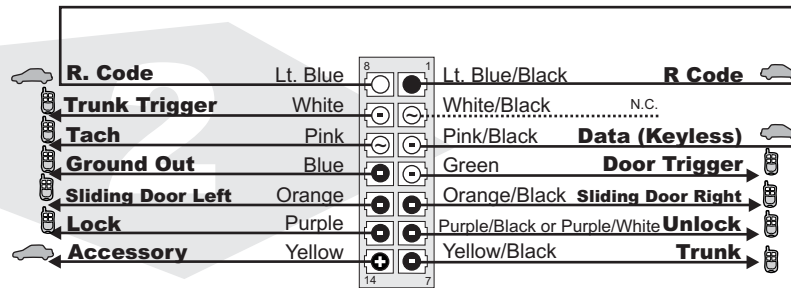 8 1
R. Code Lt. Blue Lt. Blue/Black R Code
Trunk Trigger White White/Black N.C.
Tach Pink Pink/Black Data (Keyless)
Ground Out Blue Green Door Trigger
Sliding Door Left Orange Orange/Black Sliding Door Right
Lock Purple Purple/Black or Purple/White Unlock
Accessory Yellow Yellow/Black Trunk
14 7
2